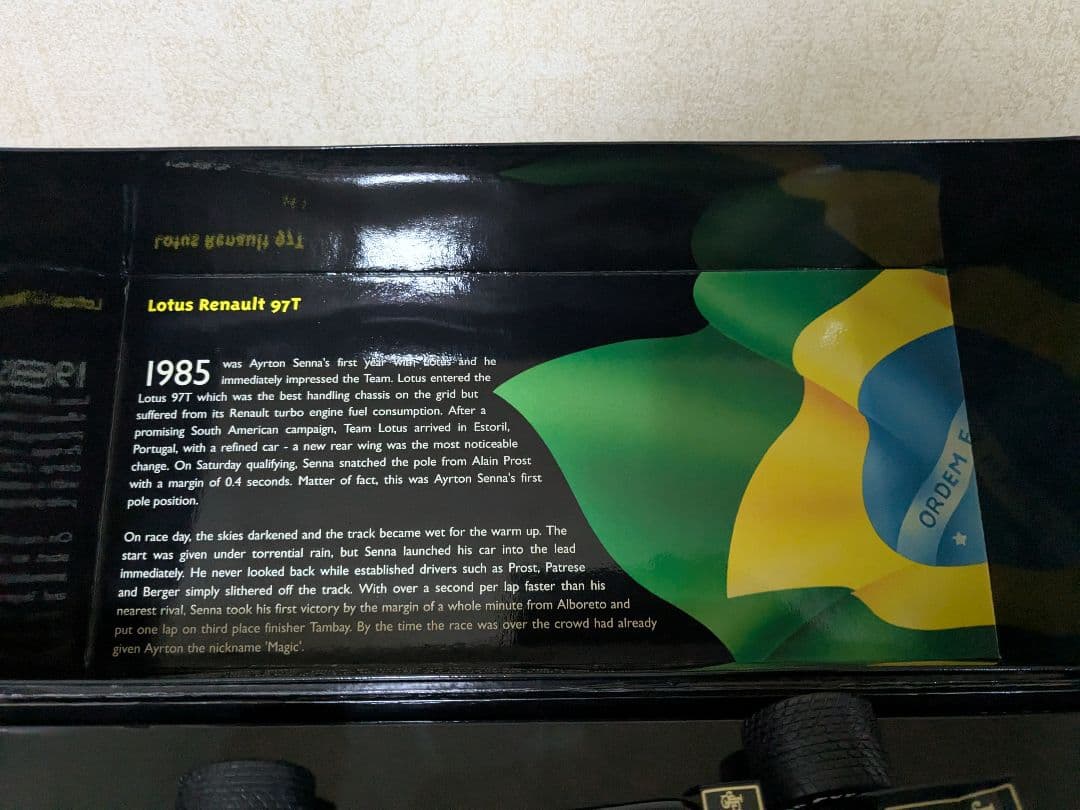 Lotus Renault 97T
1985 was Ayrton Senna's first year with Lotus and he
immediately impressed the Team. Lotus entered the
Lotus 97T which was the best handling chassis on the grid but
suffered from its Renault turbo engine fuel consumption. After a
promising South American campaign, Team Lotus arrived in Estoril,
Portugal, with a refined car - a new rear wing was the most noticeable
change. On Saturday qualifying, Senna snatched the pole from Alain Prost
with a margin of 0.4 seconds. Matter of fact, this was Ayrton Senna's first
pole position.
On race day, the skies darkened and the track became wet for the warm up. The
start was given under torrential rain, but Senna launched his car into the lead
immediately. He never looked back while established drivers such as Prost, Patrese
and Berger simply slithered off the track. With over a second per lap faster than his
nearest rival, Senna took his first victory by the margin of a whole minute from Alboreto and
put one lap on third place finisher Tambay. By the time the race was over the crowd had already
given Ayrton the nickname 'Magic'.
ORDEM E